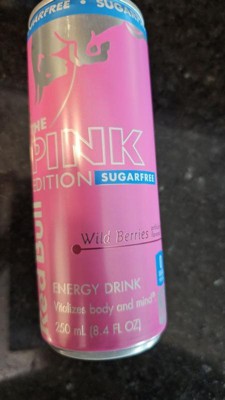 SUGARFREE • SUGAR
THE
PINK
EDITION SUGARFREE
Wild Berries
Red Bull
ENERGY DRINK
Vitalizes body and mind®
250 mL (8.4 FL OZ)